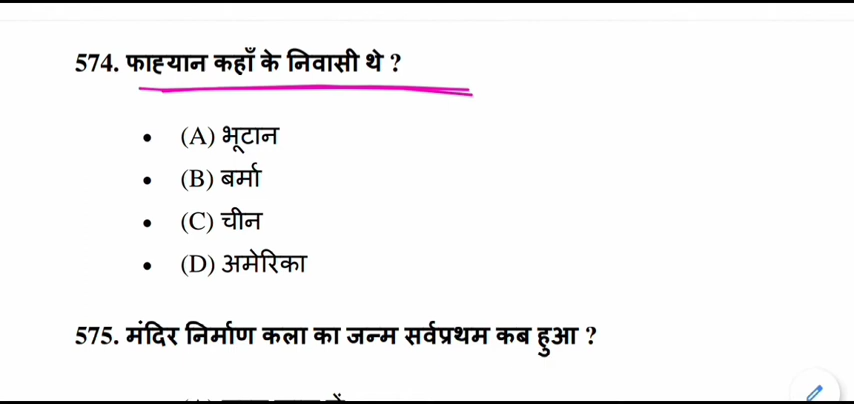 574. फाह्यान कहाँ के निवासी थे ?
• (A) भूटान
• (B) बर्मा
• (C) चीन
• (D) अमेरिका
575. मंदिर निर्माण कला का जन्म सर्वप्रथम कब हुआ ?